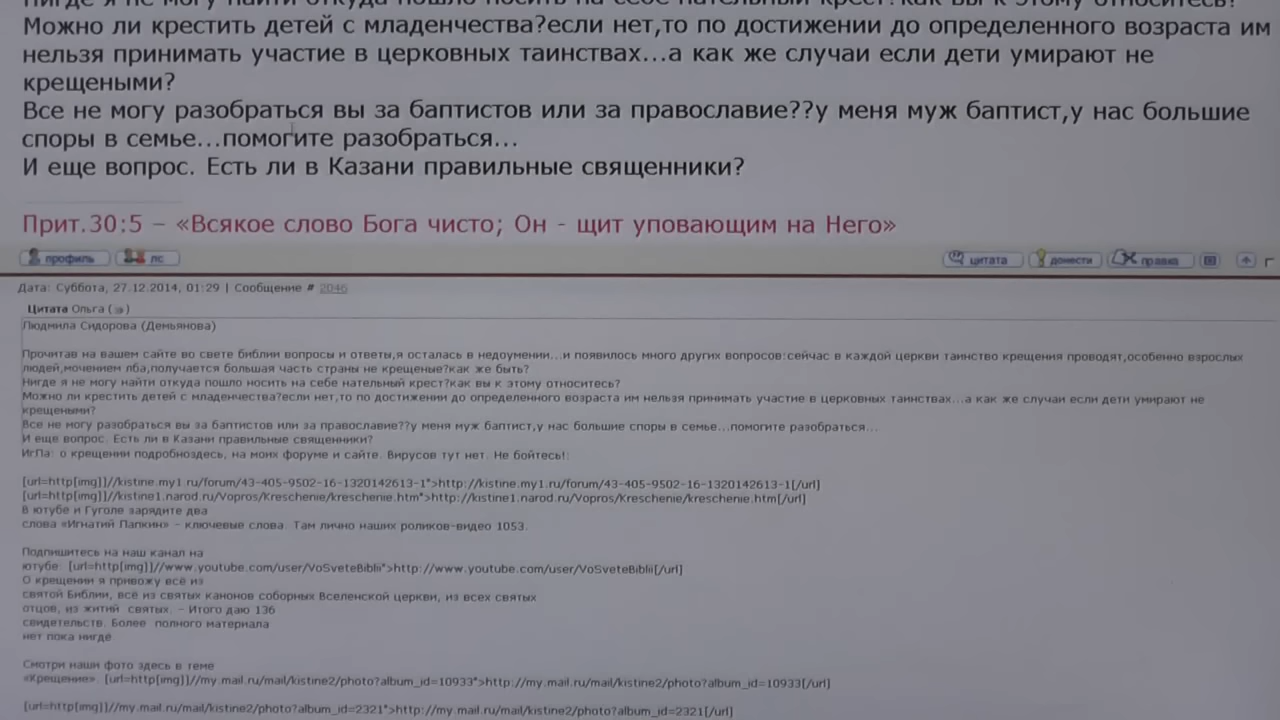 Нигде я не могу найти откуда пошло носить на себе нательный крест?как вы к этому относитесь?
Можно ли крестить детей с младенчества?если нет,то по достижении до определенного возраста им
нельзя принимать участие в церковных таинствах...а как же случаи если дети умирают не
крещеными?
Все не могу разобраться вы за баптистов или за православие??у меня муж баптист,у нас большие
споры в семье...помогите разобраться...
И еще вопрос. Есть ли в Казани правильные священники?
Прит.30:5 – «Всякое слово Бога чисто; Он - щит уповающим на Него»
профиль лс цитата донести правка
Дата: Суббота, 27.12.2014, 01:29 | Сообщение # 2046
Цитата Ольга ( )
Людмила Сидорова (Демьянова)
Прочитав на вашем сайте во свете библии вопросы и ответы,я осталась в недоумении...и появилось много других вопросов:сейчас в каждой церкви таинство крещения проводят,особенно взрослых
людей,мочением лба,получается большая часть страны не крещеные?как же быть?
Нигде я не могу найти откуда пошло носить на себе нательный крест?как вы к этому относитесь?
Можно ли крестить детей с младенчества?если нет,то по достижении до определенного возраста им нельзя принимать участие в церковных таинствах...а как же случаи если дети умирают не
крещеными?
Все не могу разобраться вы за баптистов или за православие??у меня муж баптист,у нас большие споры в семье...помогите разобраться...
И еще вопрос. Есть ли в Казани правильные священники?
ИгЛа: о крещении подробноздесь, на моих форуме и сайте. Вирусов тут нет. Не бойтесь!:
[url=http[img]]//kistine.my1.ru/forum/43-405-9502-16-1320142613-1">http://kistine.my1.ru/forum/43-405-9502-16-1320142613-1[/url]
[url=http[img]]//kistine1.narod.ru/Vopros/Kreschenie/kreschenie.htm">http://kistine1.narod.ru/Vopros/Kreschenie/kreschenie.htm[/url]
В ютубе и Гуголе зарядите два
слова «Игнатий Лапкин» – ключевые слова. Там лично наших роликов-видео 1053.
Подпишитесь на наш канал на
ютубе: [url=http[img]]//www.youtube.com/user/VoSveteBiblii">http://www.youtube.com/user/VoSveteBiblii[/url]
О крещении я привожу всё из
святой Библии, всё из святых канонов соборных Вселенской церкви, из всех святых
отцов, из житий святых. – Итого даю 136
свидетельств. Более полного материала
нет пока нигде
Смотри наши фото здесь в теме
«Крещение». [url=http[img]]//my.mail.ru/mail/kistine2/photo?album_id=10933">http://my.mail.ru/mail/kistine2/photo?album_id=10933[/url]
[url=http[img]]//my.mail.ru/mail/kistine2/photo?album_id=2321">http://my.mail.ru/mail/kistine2/photo?album_id=2321[/url]